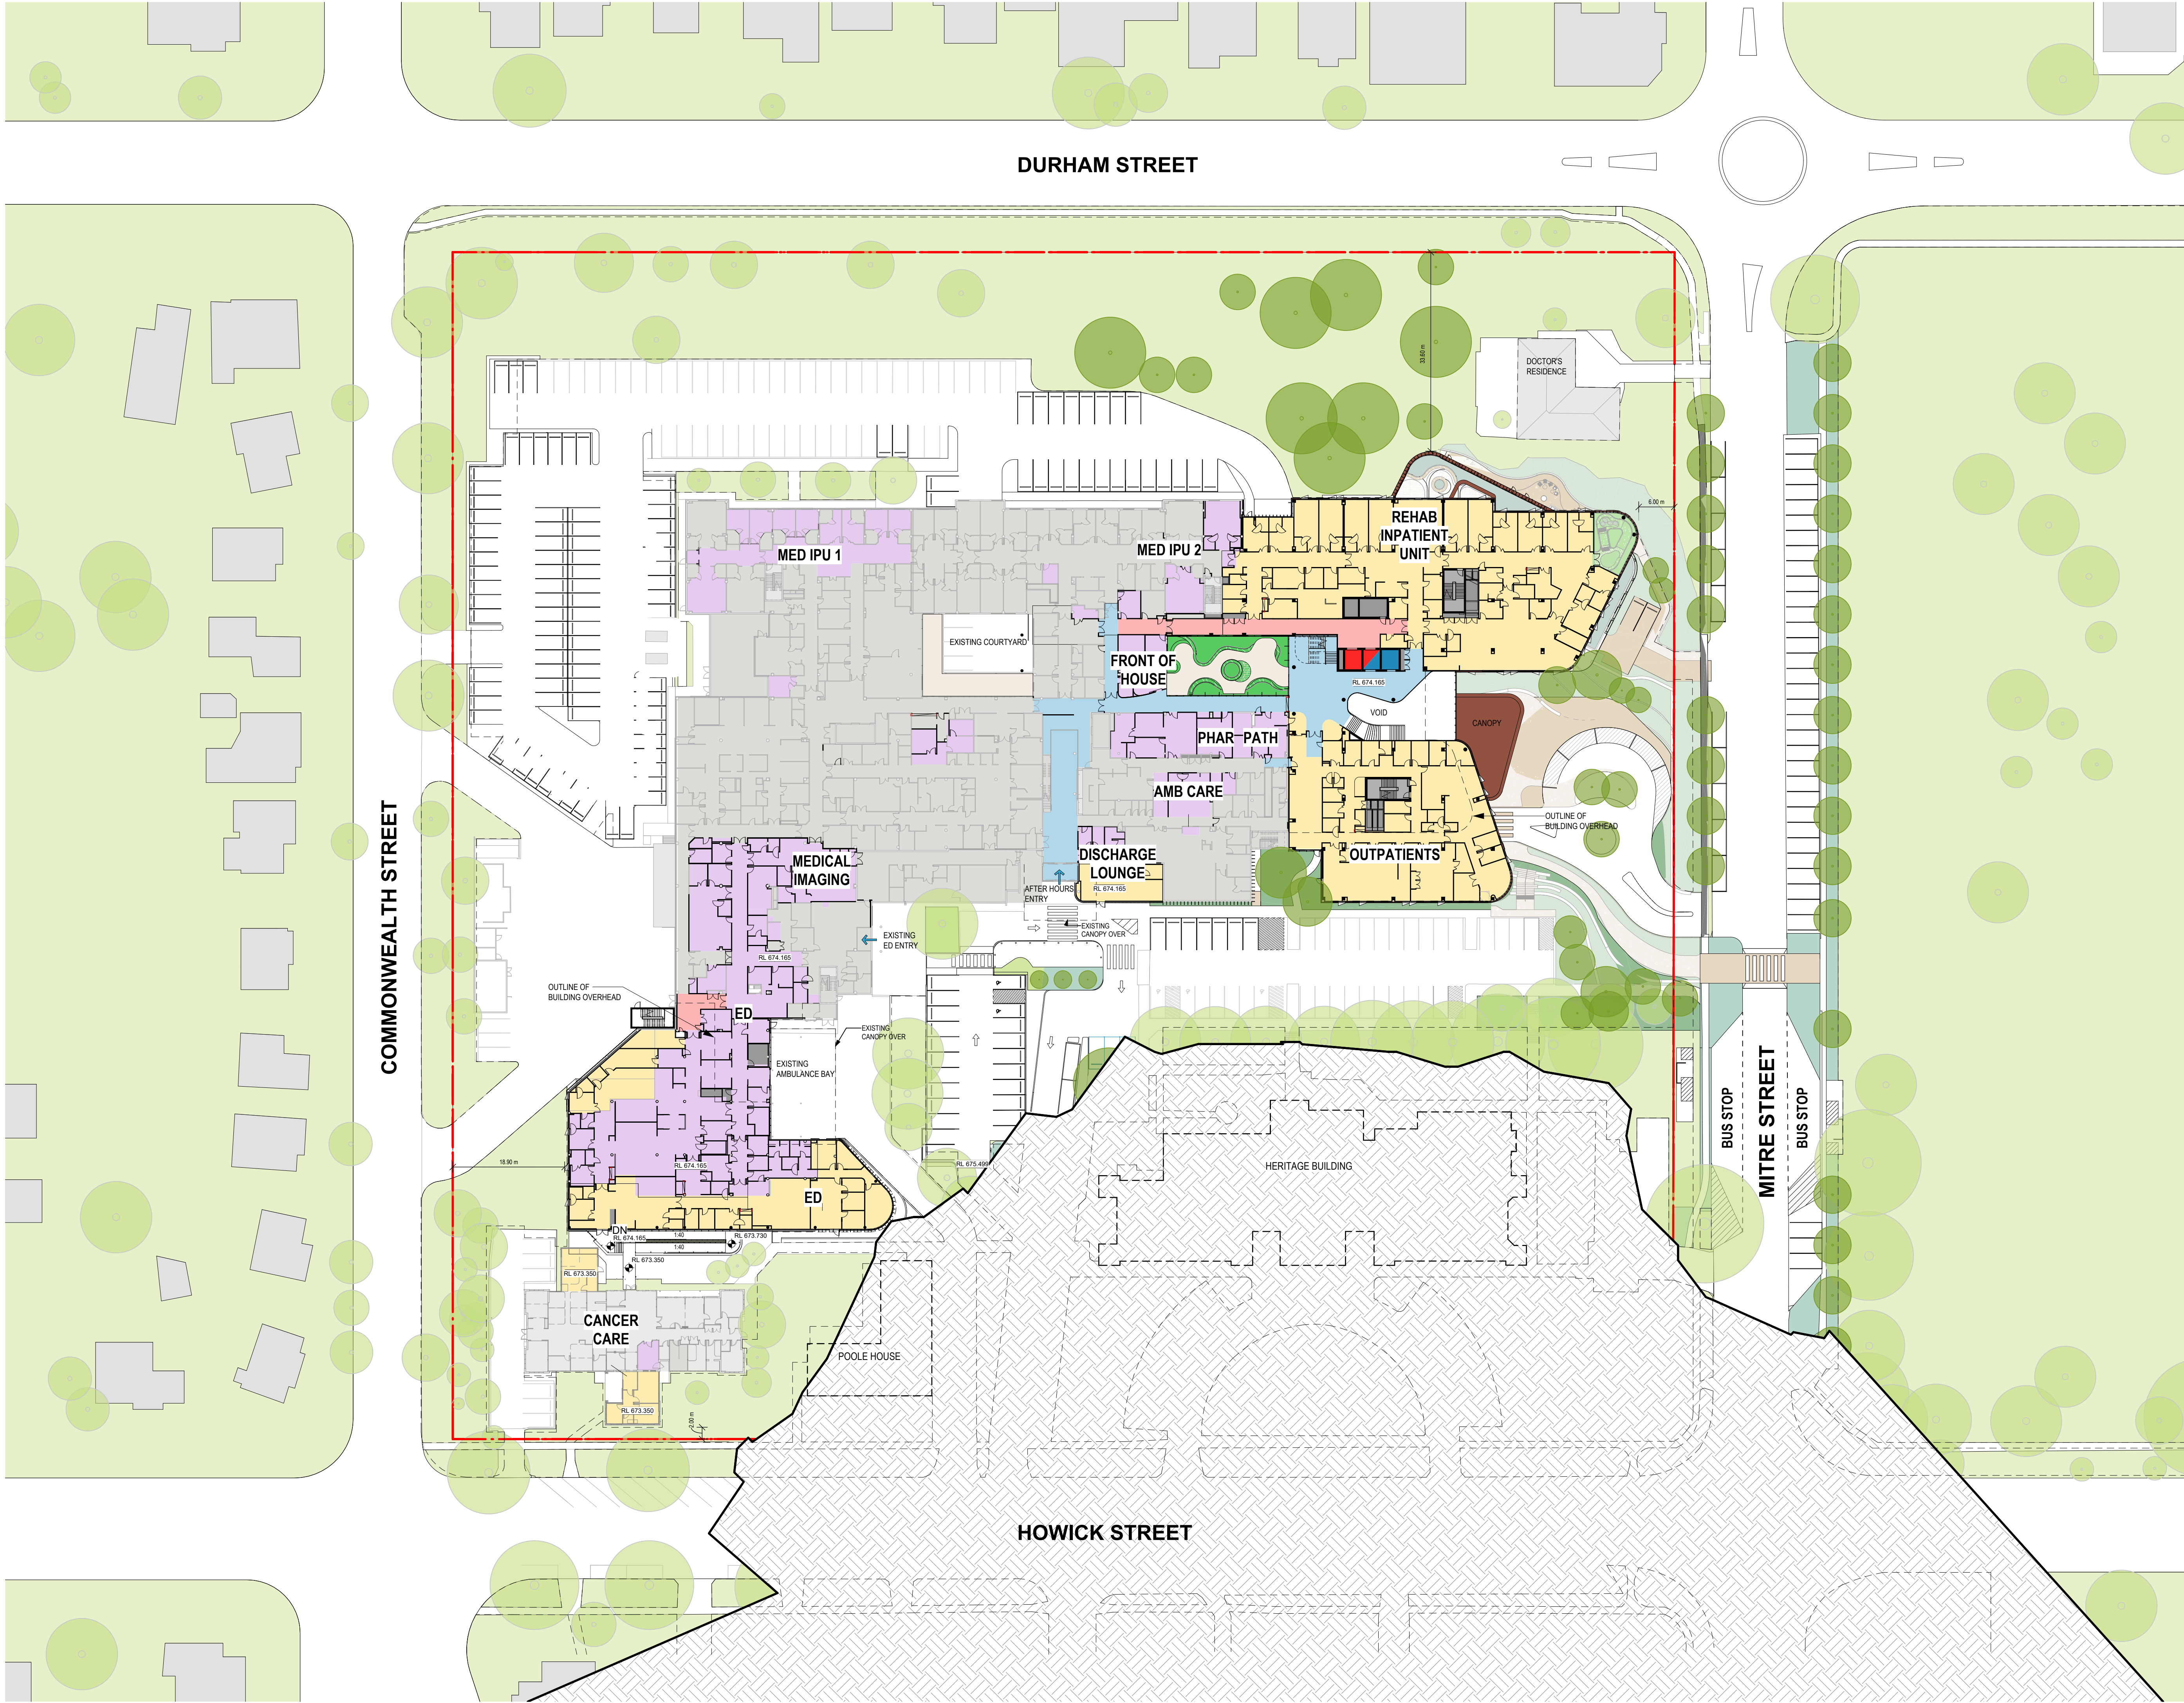 DURHAM STREET
33.60 m
DOCTOR'S
RESIDENCE
6.00 m
REHAB
INPATIENT
UNIT
MED IPU 1
MED IPU 2
EXISTING COURTYARD
FRONT OF
HOUSE
RL 674.165
VOID
CANOPY
PHAR
PATH
AMB CARE
OUTLINE OF
BUILDING OVERHEAD
COMMONWEALTH STREET
MEDICAL
IMAGING
DISCHARGE
LOUNGE
RL 674.165
OUTPATIENTS
AFTER HOURS
ENTRY
EXISTING
CANOPY OVER
EXISTING
ED ENTRY
RL 674.165
OUTLINE OF
BUILDING OVERHEAD
ED
EXISTING
CANOPY OVER
EXISTING
AMBULANCE BAY
BUS STOP
MITRE STREET
BUS STOP
18.90 m
RL 674.165
RL 675.499
HERITAGE BUILDING
ED
DN
RL 674.165
1:40
1:40
RL 673.730
RL 673.350
RL 673.350
CANCER
CARE
POOLE HOUSE
RL 673.350
2.00 m
HOWICK STREET